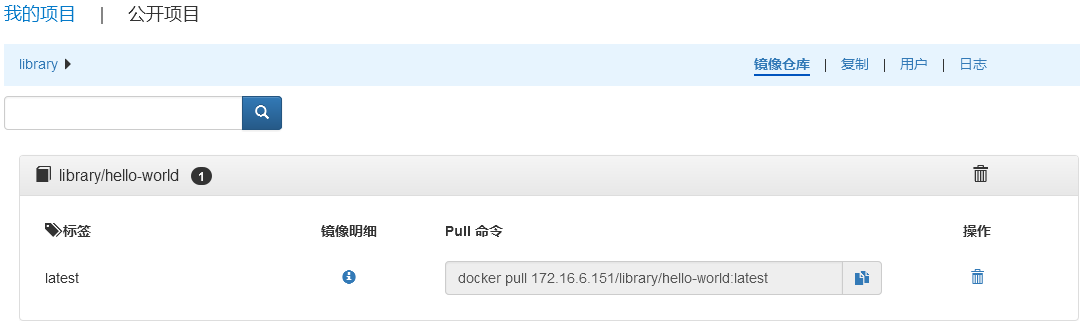 我的项目 | 公开项目
library 镜像仓库 | 复制 | 用户 | 日志
library/hello-world 1
标签 镜像明细 Pull 命令 操作
latest docker pull 172.16.6.151/library/hello-world:latest